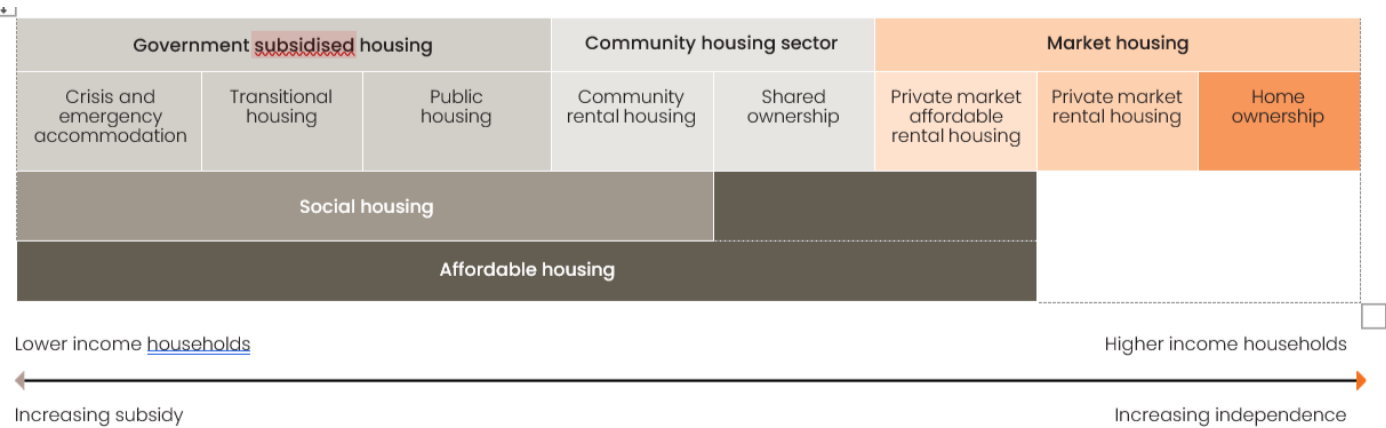 Government subsidised housing
Community housing sector
Market housing
Crisis and
emergency
accommodation
Transitional
housing
Public
housing
Community
rental housing
Shared
ownership
Private market
affordable
rental housing
Private market
rental housing
Home
ownership
Social housing
Affordable housing
Lower income households
Higher income households
Increasing subsidy
Increasing independence